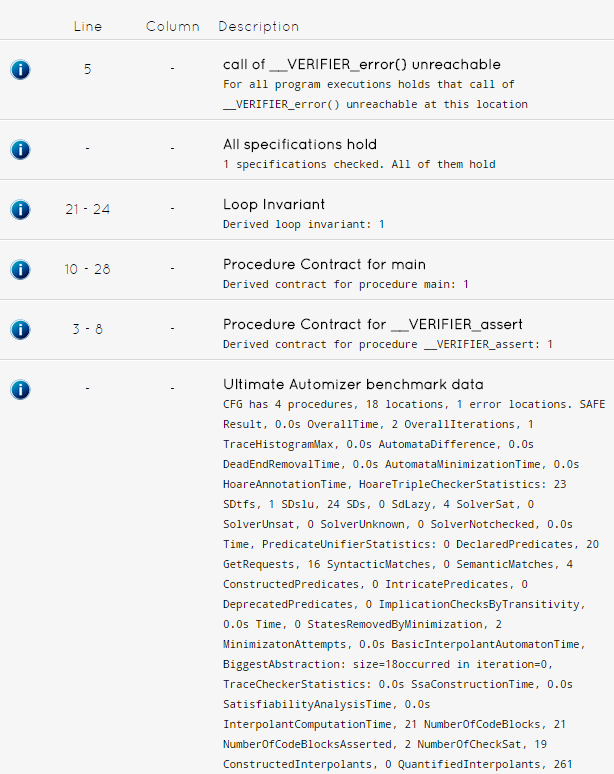 Line Column Description
5 - call of __VERIFIER_error() unreachable
For all program executions holds that call of
__VERIFIER_error() unreachable at this location
- - All specifications hold
1 specifications checked. All of them hold
21 - 24 - Loop Invariant
Derived loop invariant: 1
10 - 28 - Procedure Contract for main
Derived contract for procedure main: 1
3 - 8 - Procedure Contract for __VERIFIER_assert
Derived contract for procedure __VERIFIER_assert: 1
- - Ultimate Automizer benchmark data
CFG has 4 procedures, 18 locations, 1 error locations. SAFE
Result, 0.0s OverallTime, 2 OverallIterations, 1
TraceHistogramMax, 0.0s AutomataDifference, 0.0s
DeadEndRemovalTime, 0.0s AutomataMinimizationTime, 0.0s
HoareAnnotationTime, HoareTripleCheckerStatistics: 23
SDtfs, 1 SDslu, 24 SDs, 0 SdLazy, 4 SolverSat, 0
SolverUnsat, 0 SolverUnknown, 0 SolverNotchecked, 0.0s
Time, PredicateUnifierStatistics: 0 DeclaredPredicates, 20
GetRequests, 16 SyntacticMatches, 0 SemanticMatches, 4
ConstructedPredicates, 0 IntricatePredicates, 0
DeprecatedPredicates, 0 ImplicationChecksByTransitivity,
0.0s Time, 0 StatesRemovedByMinimization, 2
MinimizatonAttempts, 0.0s BasicInterpolantAutomatonTime,
BiggestAbstraction: size=18occurred in iteration=0,
TraceCheckerStatistics: 0.0s SsaConstructionTime, 0.0s
SatisfiabilityAnalysisTime, 0.0s
InterpolantComputationTime, 21 NumberOfCodeBlocks, 21
NumberOfCodeBlocksAsserted, 2 NumberOfCheckSat, 19
ConstructedInterpolants, 0 QuantifiedInterpolants, 261